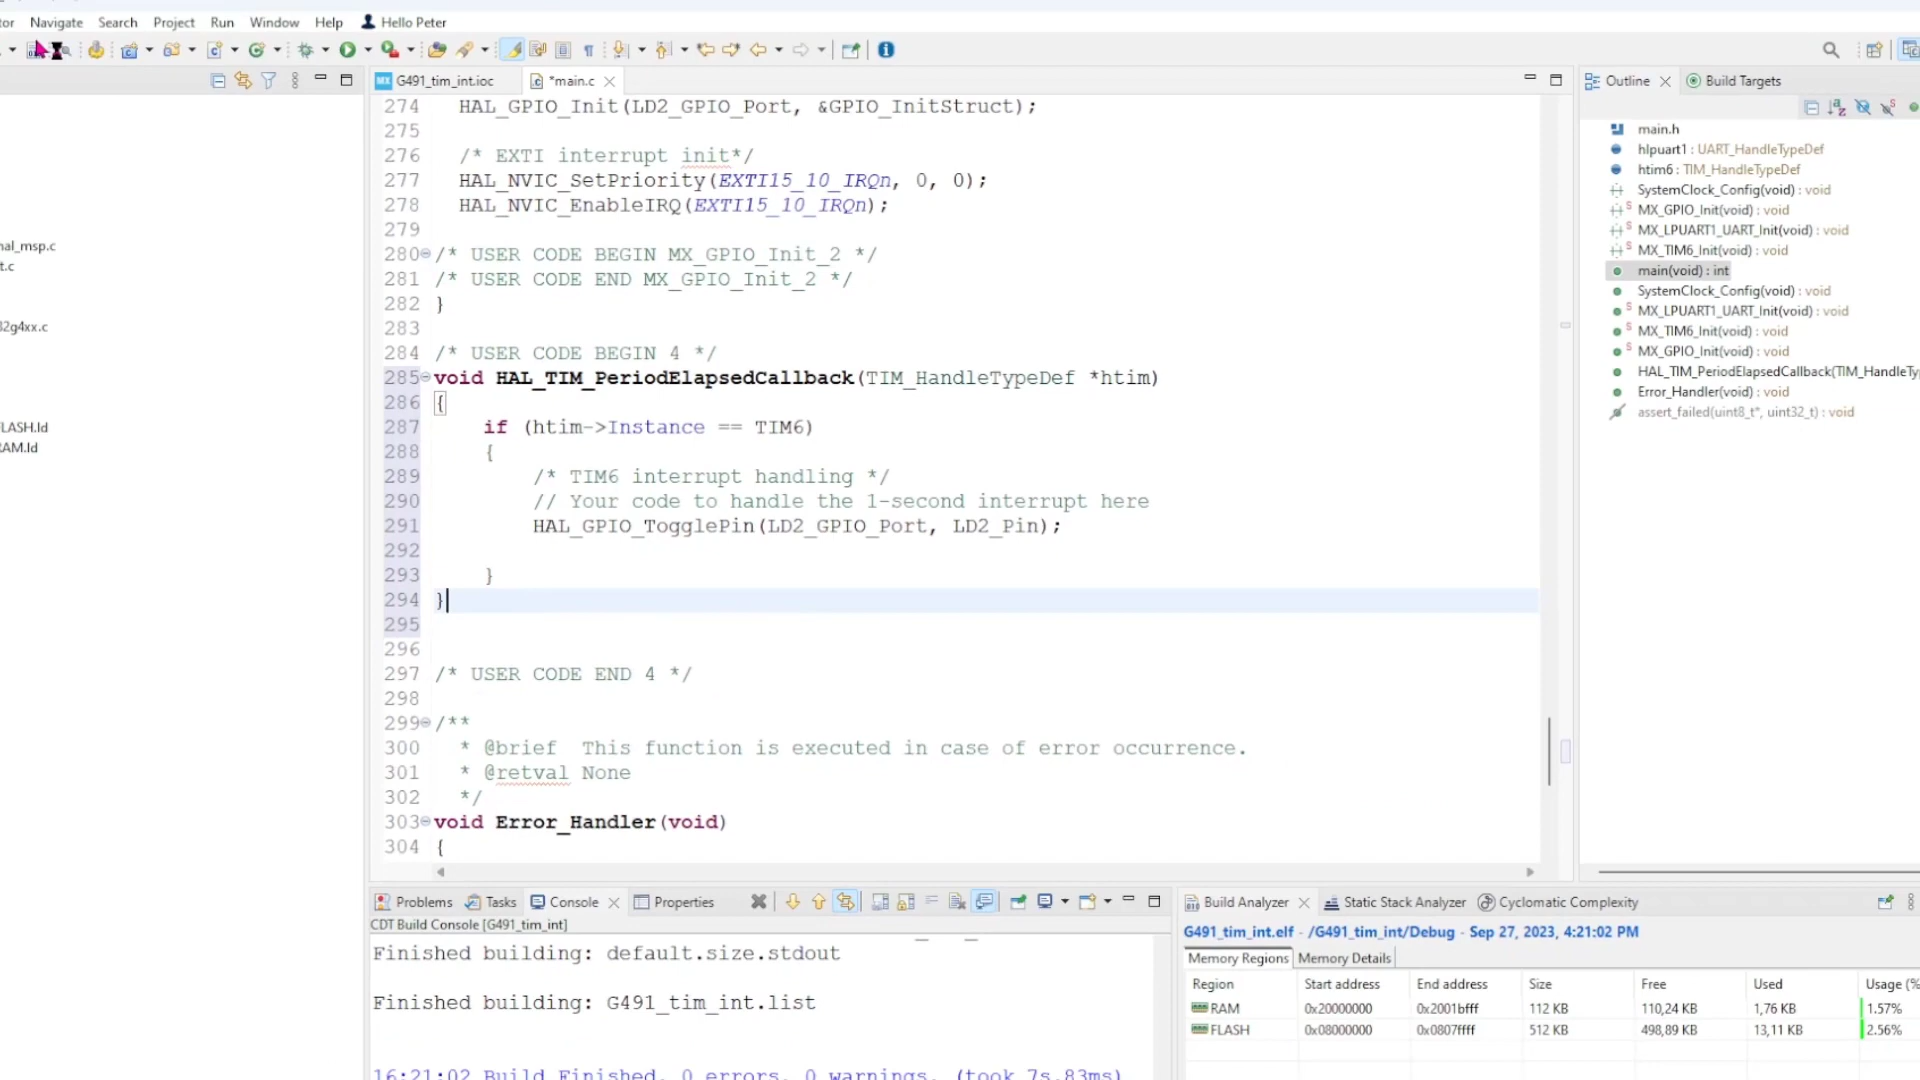 tor Navigate Search Project Run Window Help Hello Peter
MX G491_tim_int.ioc *main.c
Outline Build Targets
nal_msp.c
t.c
32g4xx.c
FLASH.ld
RAM.ld
274 HAL_GPIO_Init(LD2_GPIO_Port, &GPIO_InitStruct);
275
276 /* EXTI interrupt init*/
277 HAL_NVIC_SetPriority(EXTI15_10_IRQn, 0, 0);
278 HAL_NVIC_EnableIRQ(EXTI15_10_IRQn);
279
280 /* USER CODE BEGIN MX_GPIO_Init_2 */
281 /* USER CODE END MX_GPIO_Init_2 */
282 }
283
284 /* USER CODE BEGIN 4 */
285 void HAL_TIM_PeriodElapsedCallback(TIM_HandleTypeDef *htim)
286 {
287 if (htim->Instance == TIM6)
288 {
289 /* TIM6 interrupt handling */
290 // Your code to handle the 1-second interrupt here
291 HAL_GPIO_TogglePin(LD2_GPIO_Port, LD2_Pin);
292
293 }
294 }
295
296
297 /* USER CODE END 4 */
298
299 /**
300 * @brief This function is executed in case of error occurrence.
301 * @retval None
302 */
303 void Error_Handler(void)
304 {
main.h
hlpuart1 : UART_HandleTypeDef
htim6 : TIM_HandleTypeDef
SystemClock_Config(void) : void
MX_GPIO_Init(void) : void
MX_LPUART1_UART_Init(void) : void
MX_TIM6_Init(void) : void
main(void) : int
SystemClock_Config(void) : void
MX_LPUART1_UART_Init(void) : void
MX_TIM6_Init(void) : void
MX_GPIO_Init(void) : void
HAL_TIM_PeriodElapsedCallback(TIM_HandleTy
Error_Handler(void) : void
assert_failed(uint8_t*, uint32_t) : void
Problems Tasks Console Properties
CDT Build Console [G491_tim_int]
Finished building: default.size.stdout
Finished building: G491_tim_int.list
16:21:02 Build Finished. 0 errors, 0 warnings. (took 7s.83ms)
Build Analyzer Static Stack Analyzer Cyclomatic Complexity
G491_tim_int.elf - /G491_tim_int/Debug - Sep 27, 2023, 4:21:02 PM
Memory Regions Memory Details
Region Start address End address Size Free Used Usage (%
RAM 0x20000000 0x2001bfff 112 KB 110,24 KB 1,76 KB 1.57%
FLASH 0x08000000 0x0807ffff 512 KB 498,89 KB 13,11 KB 2.56%